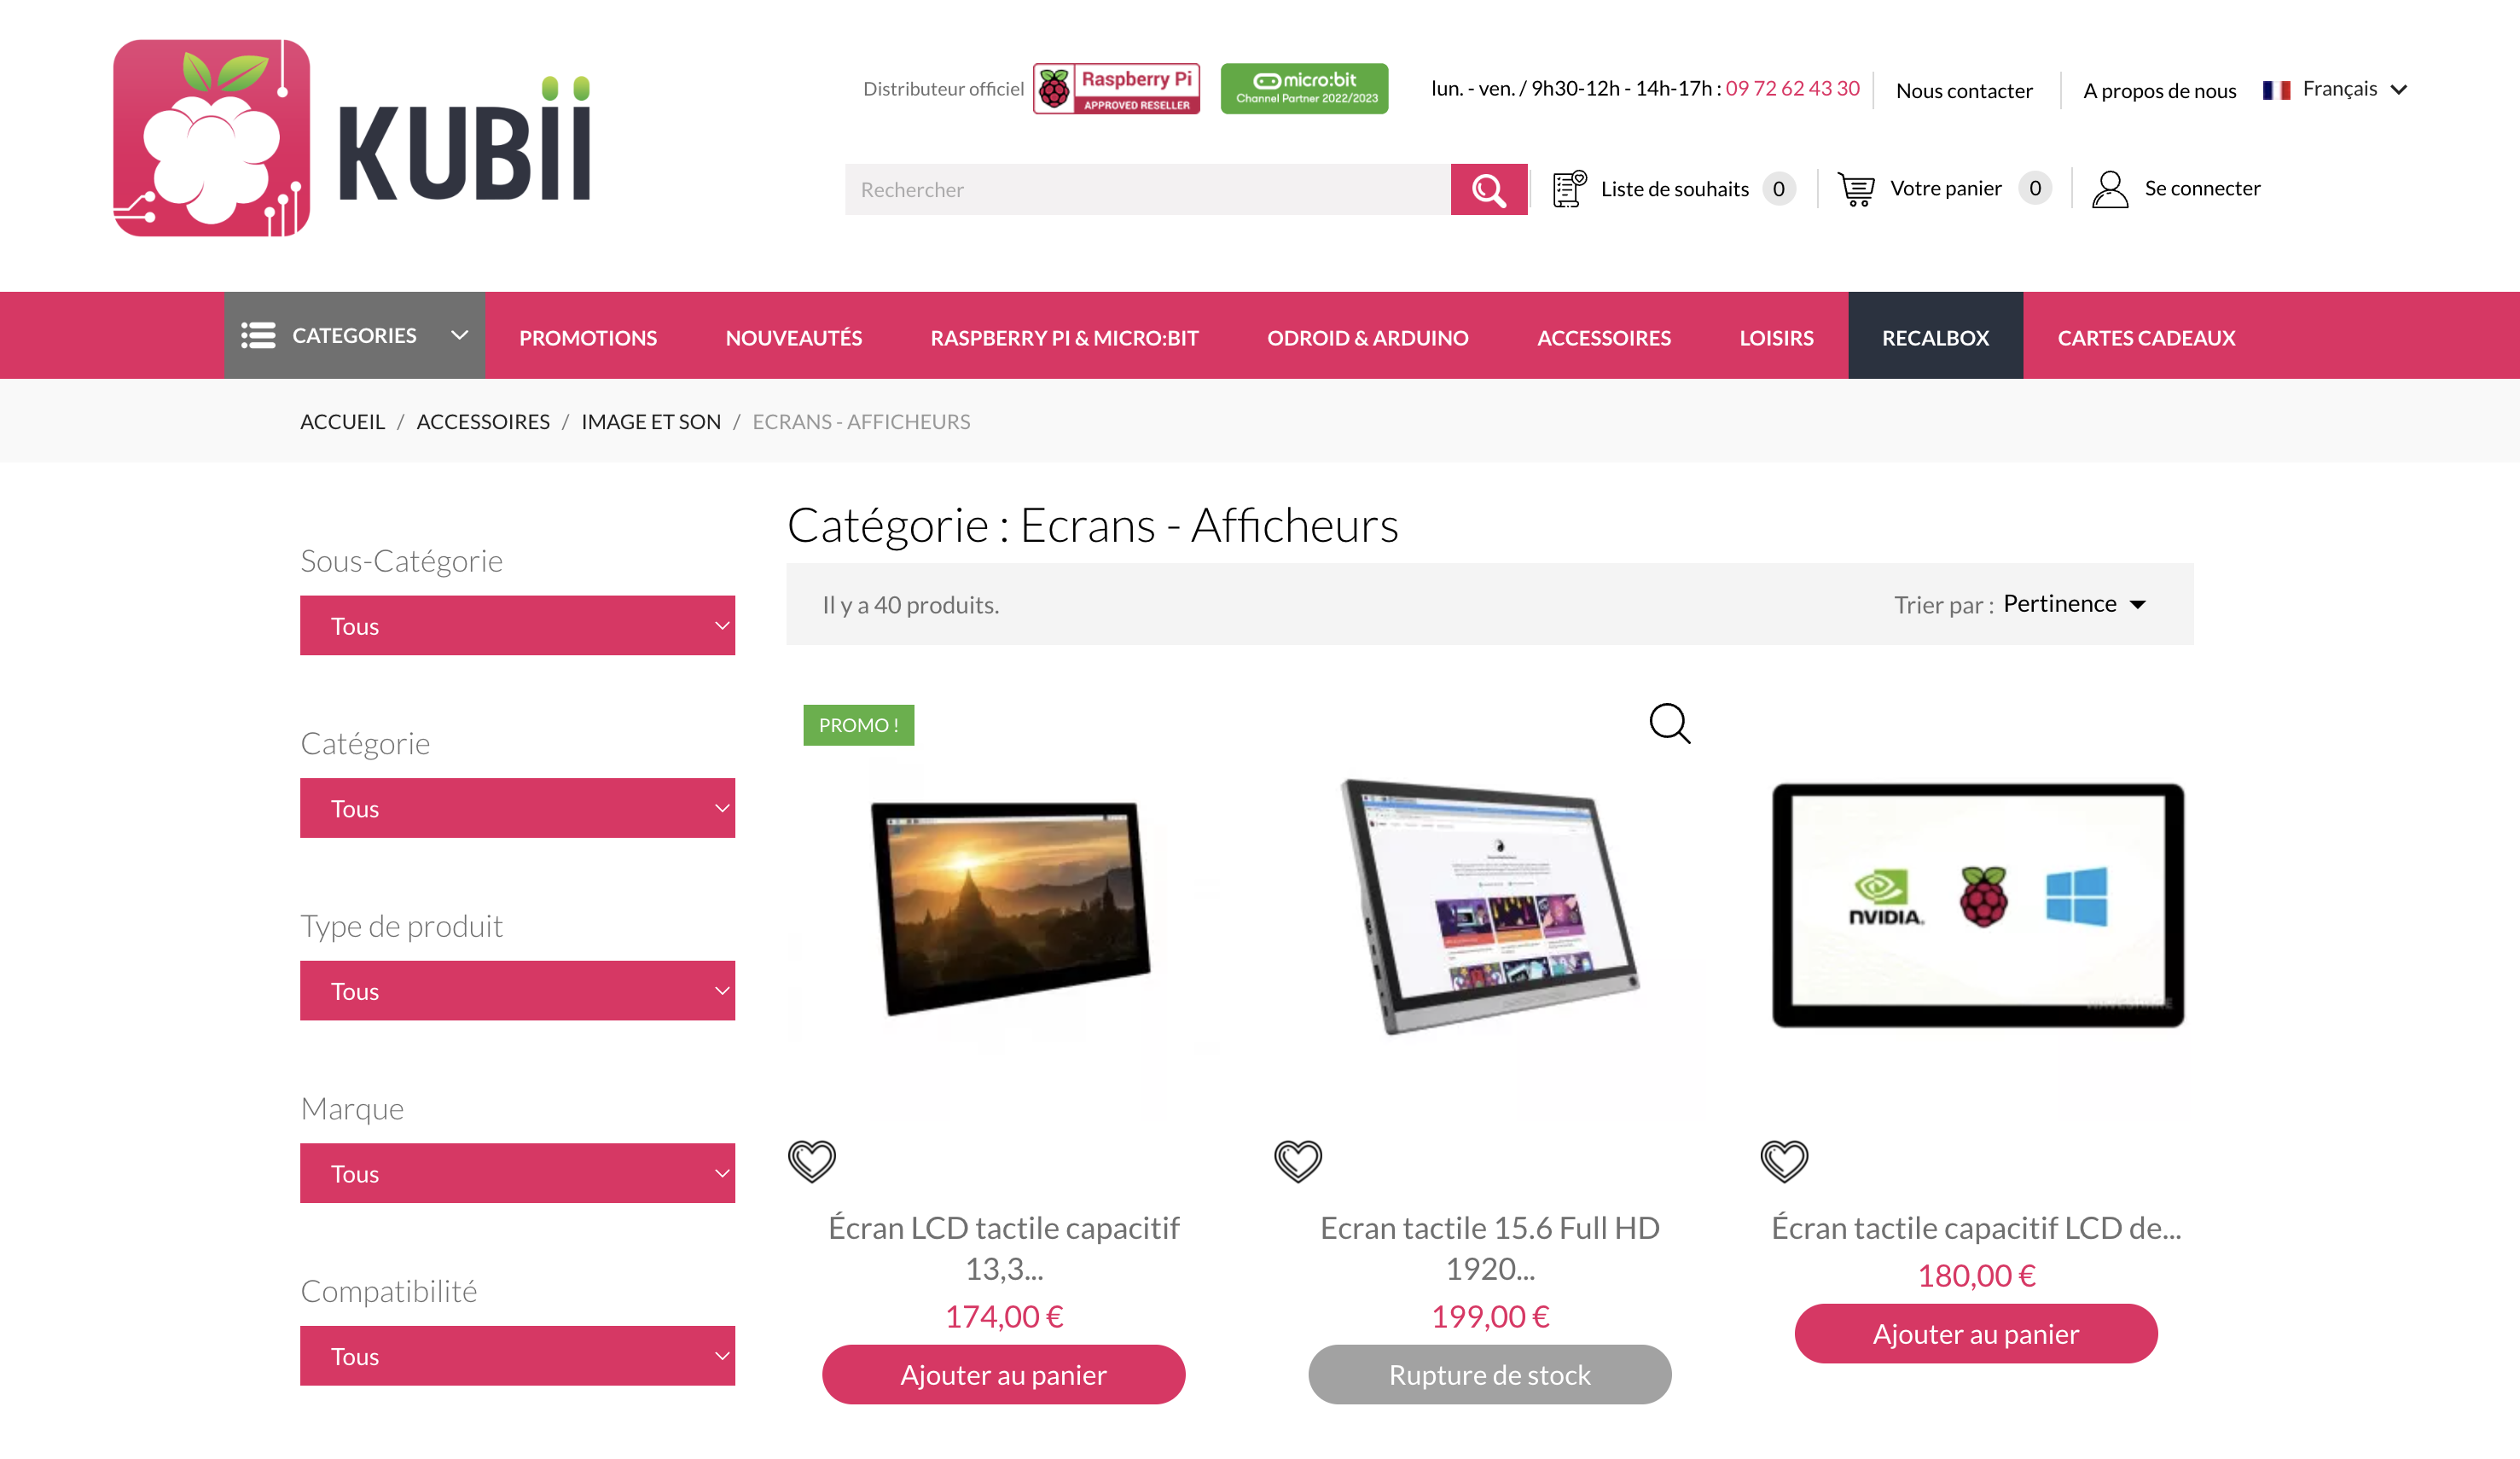 KUBii
Distributeur officiel
Raspberry Pi
APPROVED RESELLER
micro:bit
Channel Partner 2022/2023
lun. - ven. / 9h30-12h - 14h-17h : 09 72 62 43 30
Nous contacter
A propos de nous
Français
Rechercher
Liste de souhaits 0
Votre panier 0
Se connecter
CATEGORIES
PROMOTIONS
NOUVEAUTÉS
RASPBERRY PI & MICRO:BIT
ODROID & ARDUINO
ACCESSOIRES
LOISIRS
RECALBOX
CARTES CADEAUX
ACCUEIL / ACCESSOIRES / IMAGE ET SON / ECRANS - AFFICHEURS
Sous-Catégorie
Tous
Catégorie
Tous
Type de produit
Tous
Marque
Tous
Compatibilité
Tous
Catégorie : Ecrans - Afficheurs
Il y a 40 produits.
Trier par : Pertinence
PROMO !
Écran LCD tactile capacitif
13,3...
174,00 €
Ajouter au panier
Ecran tactile 15.6 Full HD
1920...
199,00 €
Rupture de stock
NVIDIA.
WAVESHARE
Écran tactile capacitif LCD de...
180,00 €
Ajouter au panier